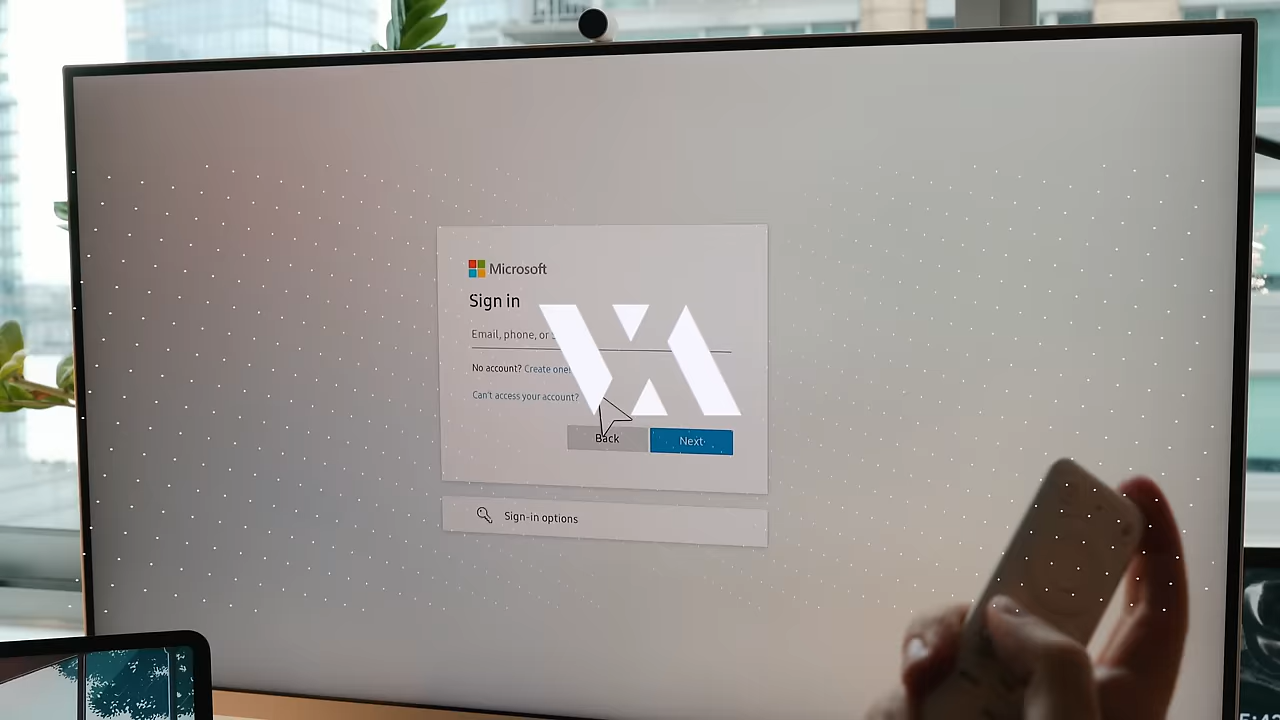 Microsoft
Sign in
Email, phone, or
No account? Create one!
Can't access your account?
Back
Next
Sign-in options